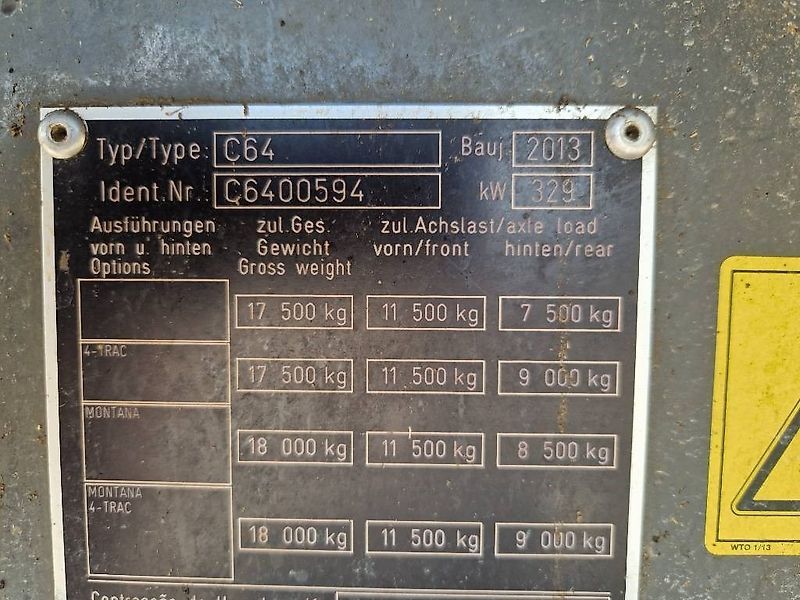 Typ/Type: C64 Bauj. 2013
Ident.Nr.: C6400594 kW 329
Ausführungen zul.Ges. zul.Achslast/axle load
vorn u. hinten Gewicht vorn/front hinten/rear
Options Gross weight
17 500 kg 11 500 kg 7 500 kg
4-TRAC
17 500 kg 11 500 kg 9 000 kg
MONTANA
18 000 kg 11 500 kg 8 500 kg
MONTANA
4-TRAC
18 000 kg 11 500 kg 9 000 kg
WTO 1/13